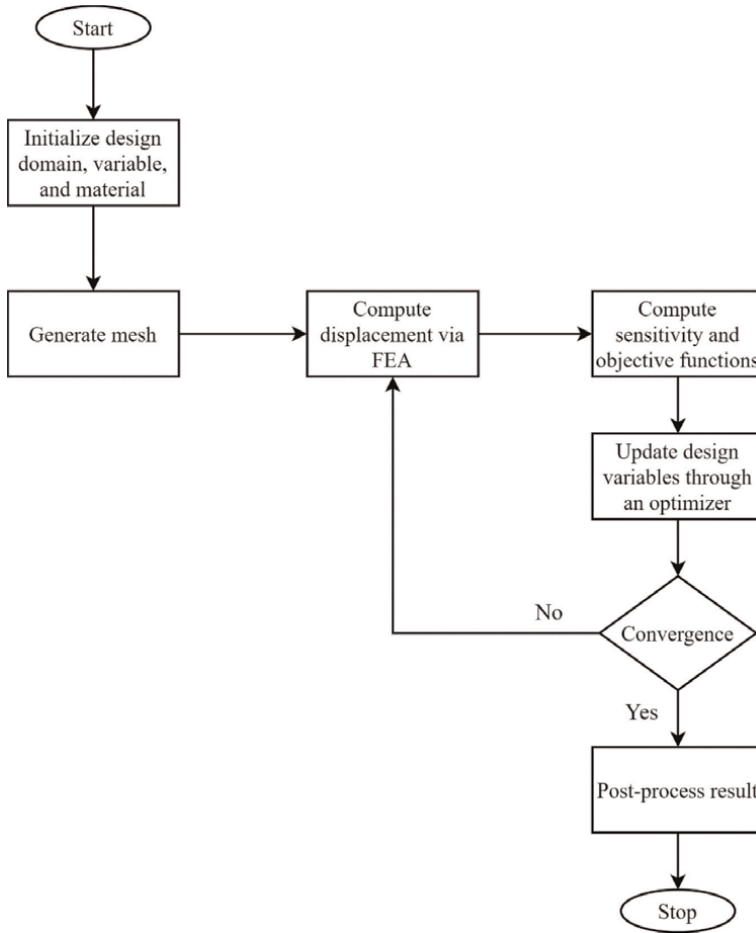 Start
Initialize design
domain, variable,
and material
Generate mesh
Compute
displacement via
FEA
Compute
sensitivity and
objective functions
Update design
variables through
an optimizer
Convergence
No
Yes
Post-process result
Stop